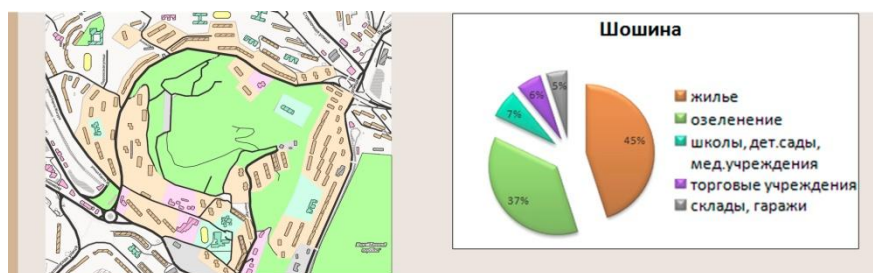 Шошина
5%
6%
7%
45%
37%
жилье
озеленение
школы, дет.сады,
мед.учреждения
торговые учреждения
склады, гаражи